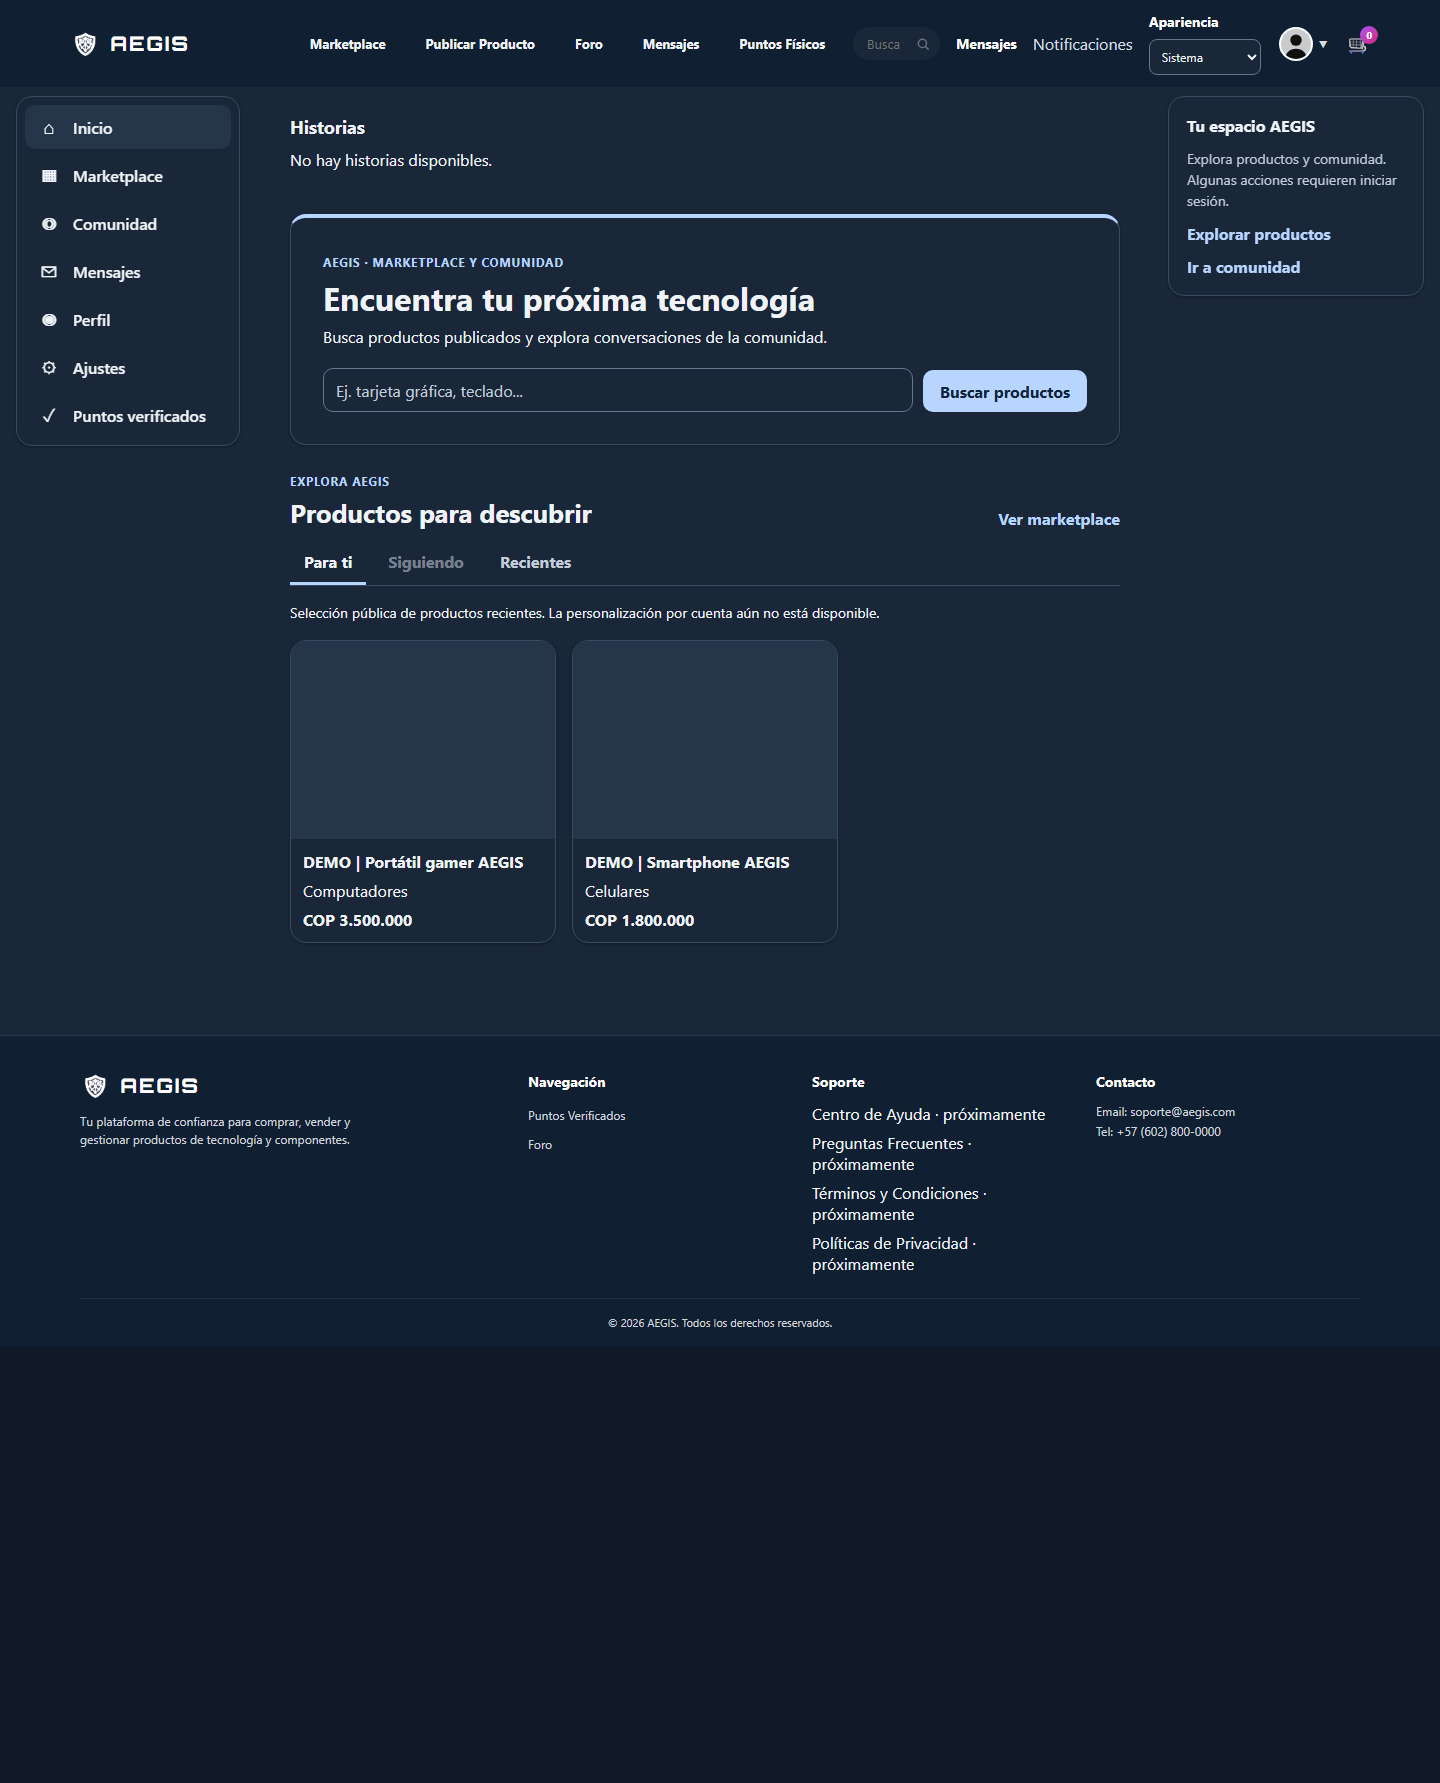 AEGIS
Marketplace
Publicar Producto
Foro
Mensajes
Puntos Físicos
Busca
Mensajes
Notificaciones
Apariencia
Sistema
0
Inicio
Marketplace
Comunidad
Mensajes
Perfil
Ajustes
Puntos verificados
Historias
No hay historias disponibles.
AEGIS · MARKETPLACE Y COMUNIDAD
Encuentra tu próxima tecnología
Busca productos publicados y explora conversaciones de la comunidad.
Ej. tarjeta gráfica, teclado...
Buscar productos
EXPLORA AEGIS
Productos para descubrir
Ver marketplace
Para ti
Siguiendo
Recientes
Selección pública de productos recientes. La personalización por cuenta aún no está disponible.
DEMO | Portátil gamer AEGIS
Computadores
COP 3.500.000
DEMO | Smartphone AEGIS
Celulares
COP 1.800.000
Tu espacio AEGIS
Explora productos y comunidad.
Algunas acciones requieren iniciar
sesión.
Explorar productos
Ir a comunidad
AEGIS
Tu plataforma de confianza para comprar, vender y
gestionar productos de tecnología y componentes.
Navegación
Puntos Verificados
Foro
Soporte
Centro de Ayuda · próximamente
Preguntas Frecuentes ·
próximamente
Términos y Condiciones ·
próximamente
Políticas de Privacidad ·
próximamente
Contacto
Email: soporte@aegis.com
Tel: +57 (602) 800-0000
© 2026 AEGIS. Todos los derechos reservados.